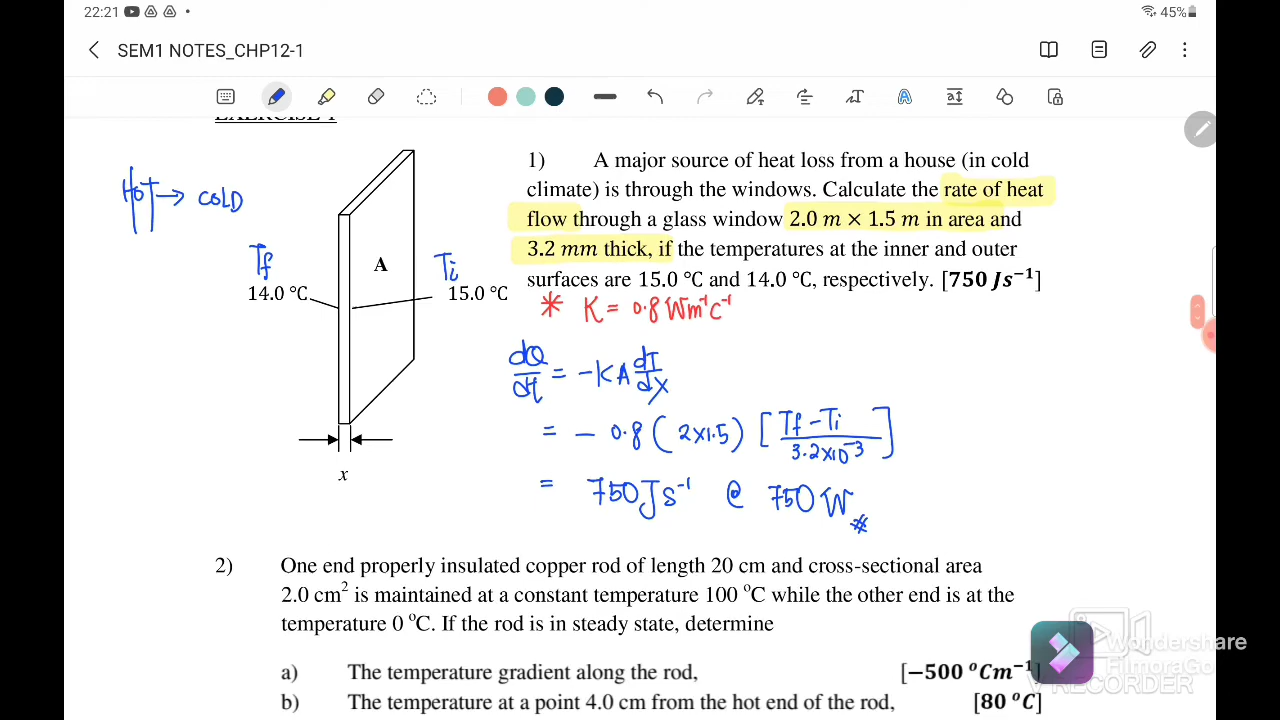 22:21
45%
SEM1 NOTES_CHP12-1
EXERCISE 1
1) A major source of heat loss from a house (in cold
climate) is through the windows. Calculate the rate of heat
flow through a glass window 2.0 m × 1.5 m in area and
3.2 mm thick, if the temperatures at the inner and outer
surfaces are 15.0 °C and 14.0 °C, respectively. [750 Js⁻¹]
HOT → COLD
Tf
14.0 °C
A
Ti
15.0 °C
x
* K = 0.8 Wm⁻¹C⁻¹
dQ/dt = -KA dT/dx
= - 0.8 (2x1.5) [Tf - Ti / 3.2x10⁻³]
= 750 Js⁻¹ @ 750 W #
2) One end properly insulated copper rod of length 20 cm and cross-sectional area
2.0 cm² is maintained at a constant temperature 100 °C while the other end is at the
temperature 0 °C. If the rod is in steady state, determine
a) The temperature gradient along the rod, [−500 °Cm⁻¹]
b) The temperature at a point 4.0 cm from the hot end of the rod, [80 °C]
Wondershare
FilmoraGo
RECORDER